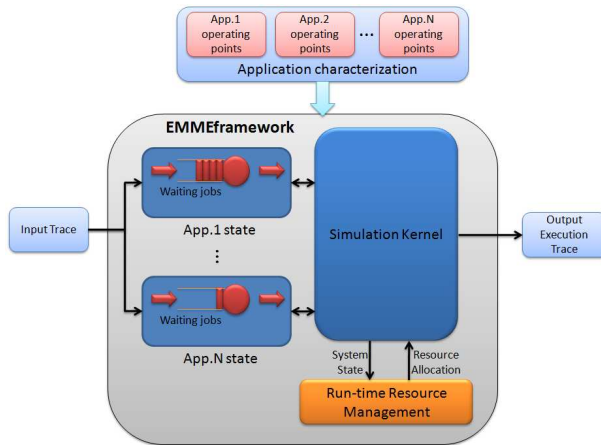 App.1
operating
points
App.2
operating
points
...
App.N
operating
points
Application characterization
EMMEframework
Waiting jobs
App.1 state
Input Trace
...
Waiting jobs
App.N state
Simulation Kernel
Output
Execution
Trace
System
State
Resource
Allocation
Run-time Resource
Management